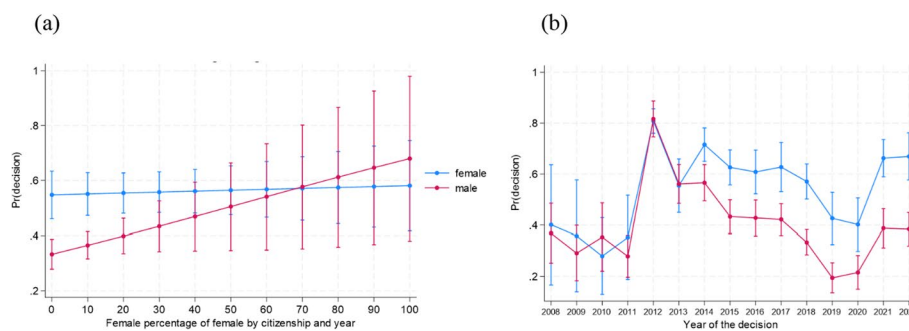 (a)
(b)
1
.8
.6
.4
.2
Pr(decision)
0 10 20 30 40 50 60 70 80 90 100
Female percentage of female by citizenship and year
female
male
1
.8
.6
.4
.2
Pr(decision)
2008 2009 2010 2011 2012 2013 2014 2015 2016 2017 2018 2019 2020 2021
Year of the decision